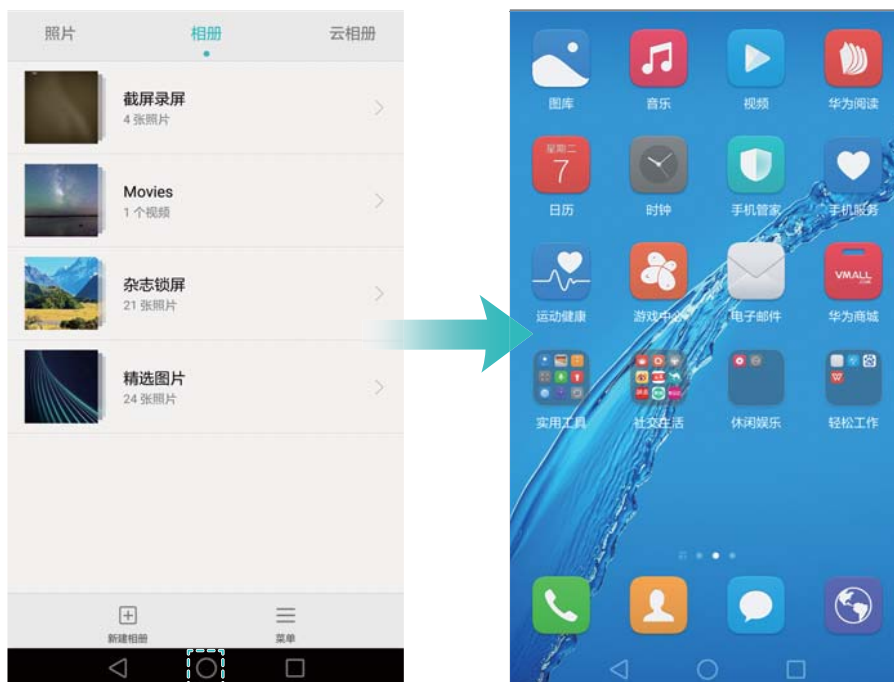 照片 相册 云相册
截屏录屏
4 张照片
Movies
1 个视频
杂志锁屏
21 张照片
精选图片
24 张照片
新建相册 菜单
图库 音乐 视频 华为阅读
星期二
7
日历 时钟 手机管家 手机服务
VMALL
.COM
运动健康 游戏中心 电子邮件 华为商城
实用工具 社交生活 休闲娱乐 轻松工作